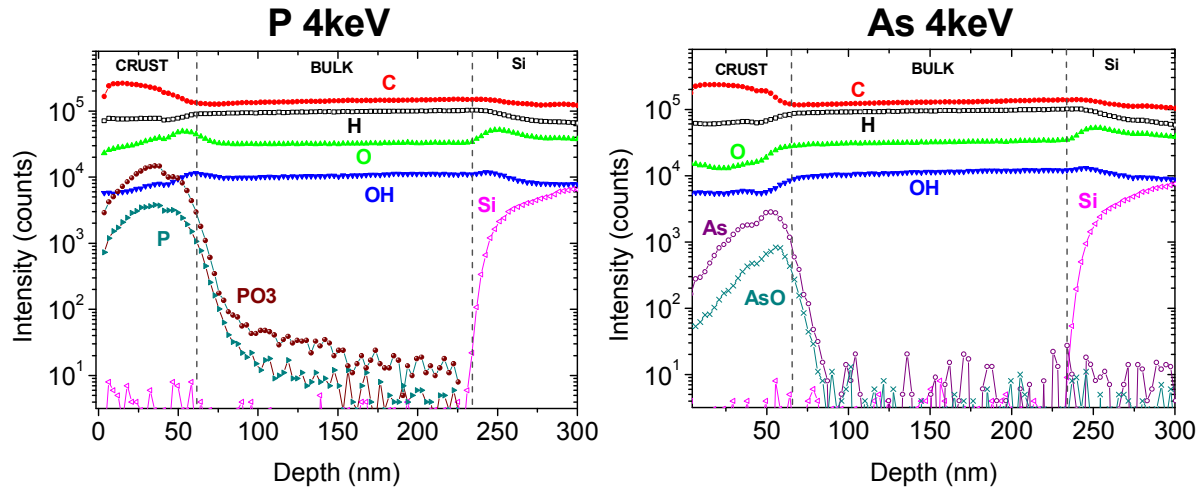 P 4keV
CRUST BULK Si
C
H
O
OH
Si
P
PO3
10^5
10^4
10^3
10^2
10^1
Intensity (counts)
0 50 100 150 200 250 300
Depth (nm)
As 4keV
CRUST BULK Si
C
H
O
OH
Si
As
AsO
10^5
10^4
10^3
10^2
10^1
Intensity (counts)
50 100 150 200 250 300
Depth (nm)